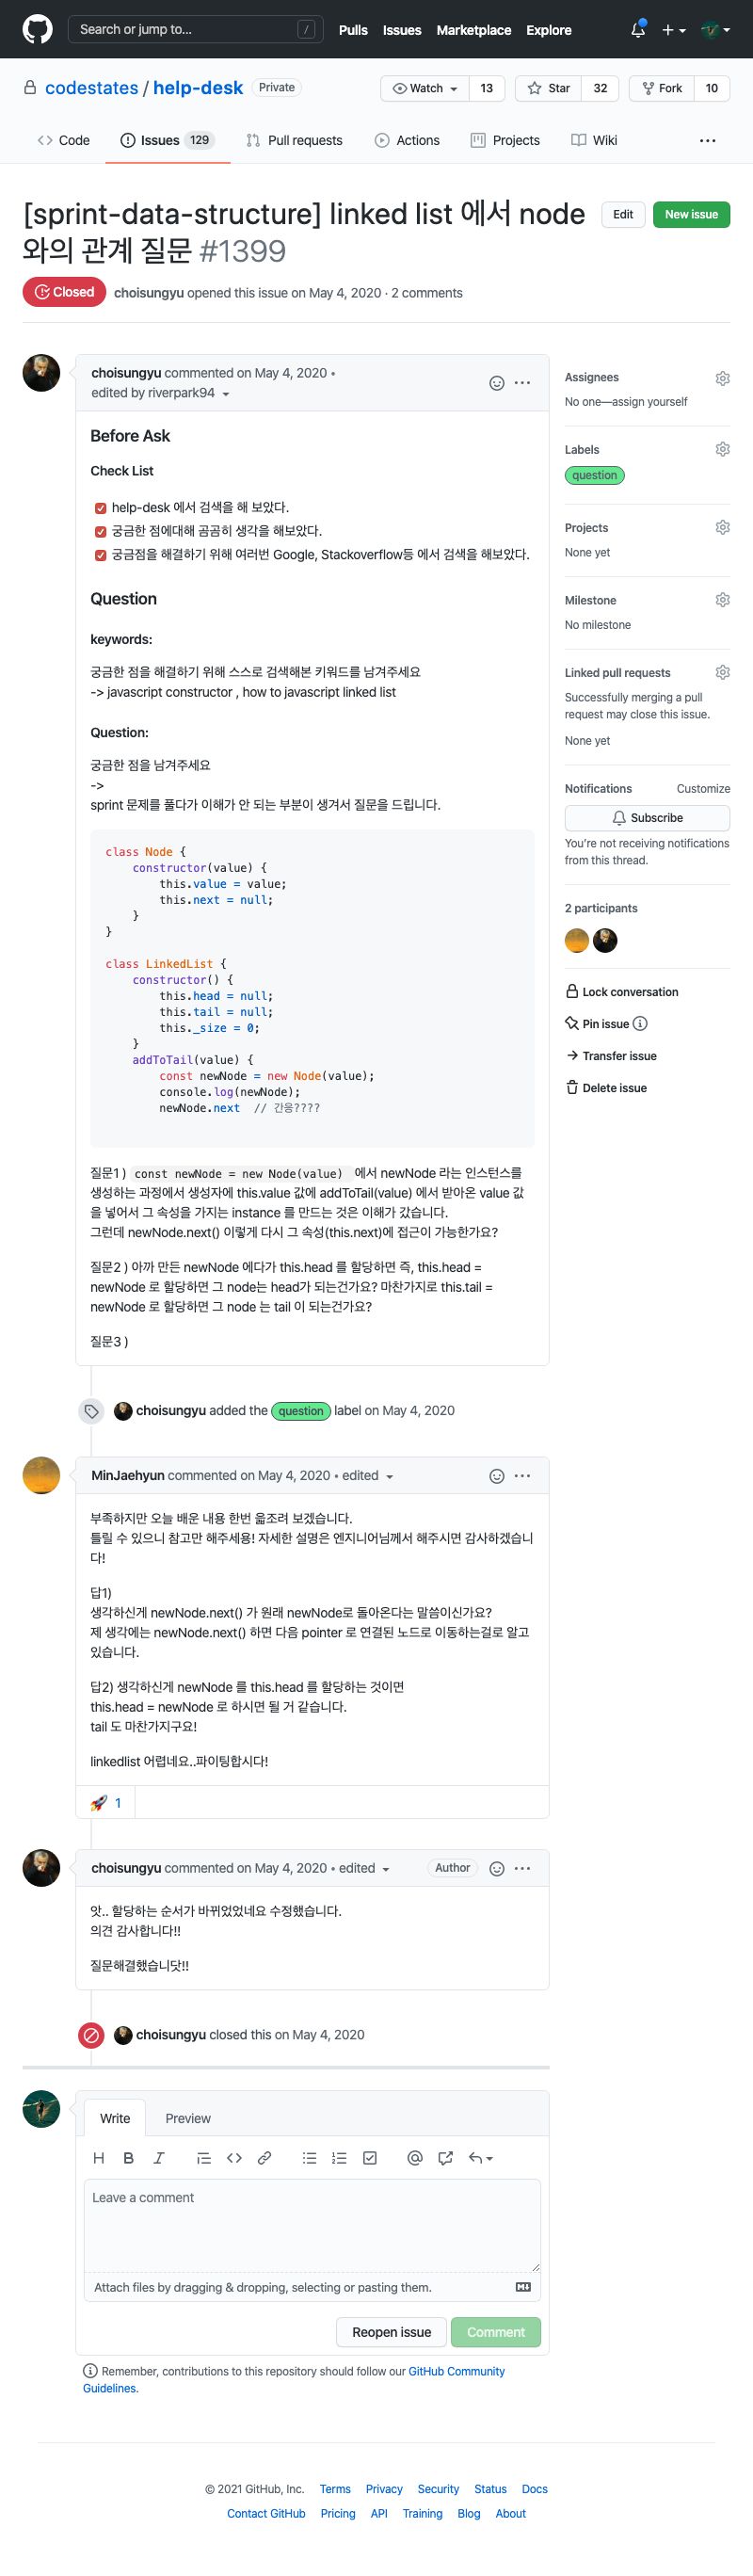 Search or jump to...
/
Pulls
Issues
Marketplace
Explore
codestates / help-desk
Private
Watch
13
Star
32
Fork
10
Code
Issues 129
Pull requests
Actions
Projects
Wiki
[sprint-data-structure] linked list 에서 node
와의 관계 질문 #1399
Edit
New issue
Closed
choisungyu opened this issue on May 4, 2020 · 2 comments
choisungyu commented on May 4, 2020 •
edited by riverpark94
Before Ask
Check List
help-desk 에서 검색을 해 보았다.
궁금한 점에대해 곰곰히 생각을 해보았다.
궁금점을 해결하기 위해 여러번 Google, Stackoverflow등 에서 검색을 해보았다.
Question
keywords:
궁금한 점을 해결하기 위해 스스로 검색해본 키워드를 남겨주세요
-> javascript constructor , how to javascript linked list
Question:
궁금한 점을 남겨주세요
->
sprint 문제를 풀다가 이해가 안 되는 부분이 생겨서 질문을 드립니다.
class Node {
constructor(value) {
this.value = value;
this.next = null;
}
}
class LinkedList {
constructor() {
this.head = null;
this.tail = null;
this._size = 0;
}
addToTail(value) {
const newNode = new Node(value);
console.log(newNode);
newNode.next // 간응????
질문1 ) const newNode = new Node(value) 에서 newNode 라는 인스턴스를
생성하는 과정에서 생성자에 this.value 값에 addToTail(value) 에서 받아온 value 값
을 넣어서 그 속성을 가지는 instance 를 만드는 것은 이해가 갔습니다.
그런데 newNode.next() 이렇게 다시 그 속성(this.next)에 접근이 가능한가요?
질문2 ) 아까 만든 newNode 에다가 this.head 를 할당해면 즉, this.head =
newNode 로 할당하면 그 node는 head가 되는건가요? 마찬가지로 this.tail =
newNode 로 할당하면 그 node 는 tail 이 되는건가요?
질문3 )
choisungyu added the question label on May 4, 2020
MinJaehyun commented on May 4, 2020 • edited
부족하지만 오늘 배운 내용 한번 읊조려 보겠습니다.
틀릴 수 있으니 참고만 해주세용! 자세한 설명은 엔지니어님께서 해주시면 감사하겠습니
다!
답1)
생각하신게 newNode.next() 가 원래 newNode로 돌아온다는 말씀이신가요?
제 생각에는 newNode.next() 하면 다음 pointer 로 연결된 노드로 이동하는걸로 알고
있습니다.
답2) 생각하신게 newNode 를 this.head 를 할당하는 것이면
this.head = newNode 로 하시면 될 거 같습니다.
tail 도 마찬가지구요!
linkedlist 어렵네요..파이팅합시다!
1
choisungyu commented on May 4, 2020 • edited
Author
앗.. 할당하는 순서가 바뀌었었네요 수정했습니다.
의견 감사합니다!!
질문해결했습니닷!!
choisungyu closed this on May 4, 2020
Write
Preview
Leave a comment
Attach files by dragging & dropping, selecting or pasting them.
Reopen issue
Comment
Remember, contributions to this repository should follow our GitHub Community
Guidelines.
Assignees
No one—assign yourself
Labels
question
Projects
None yet
Milestone
No milestone
Linked pull requests
Successfully merging a pull
request may close this issue.
None yet
Notifications
Customize
Subscribe
You're not receiving notifications
from this thread.
2 participants
Lock conversation
Pin issue
Transfer issue
Delete issue
© 2021 GitHub, Inc.
Terms
Privacy
Security
Status
Docs
Contact GitHub
Pricing
API
Training
Blog
About